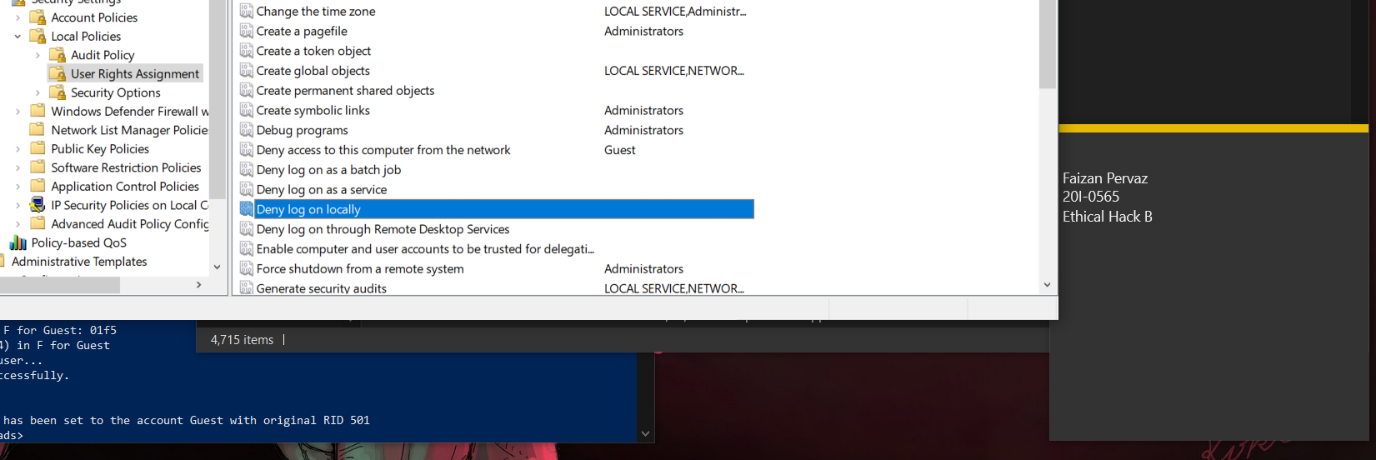 Security Settings
Account Policies
Local Policies
Audit Policy
User Rights Assignment
Security Options
Windows Defender Firewall w
Network List Manager Policie
Public Key Policies
Software Restriction Policies
Application Control Policies
IP Security Policies on Local C
Advanced Audit Policy Config
Policy-based QoS
Administrative Templates
Change the time zone LOCAL SERVICE,Administr...
Create a pagefile Administrators
Create a token object
Create global objects LOCAL SERVICE,NETWOR...
Create permanent shared objects
Create symbolic links Administrators
Debug programs Administrators
Deny access to this computer from the network Guest
Deny log on as a batch job
Deny log on as a service
Deny log on locally
Deny log on through Remote Desktop Services
Enable computer and user accounts to be trusted for delegati...
Force shutdown from a remote system Administrators
Generate security audits LOCAL SERVICE,NETWOR...
Faizan Pervaz
20I-0565
Ethical Hack B
4,715 items
F for Guest: 01f5
4) in F for Guest
user...
ccessfully.
has been set to the account Guest with original RID 501
ads>